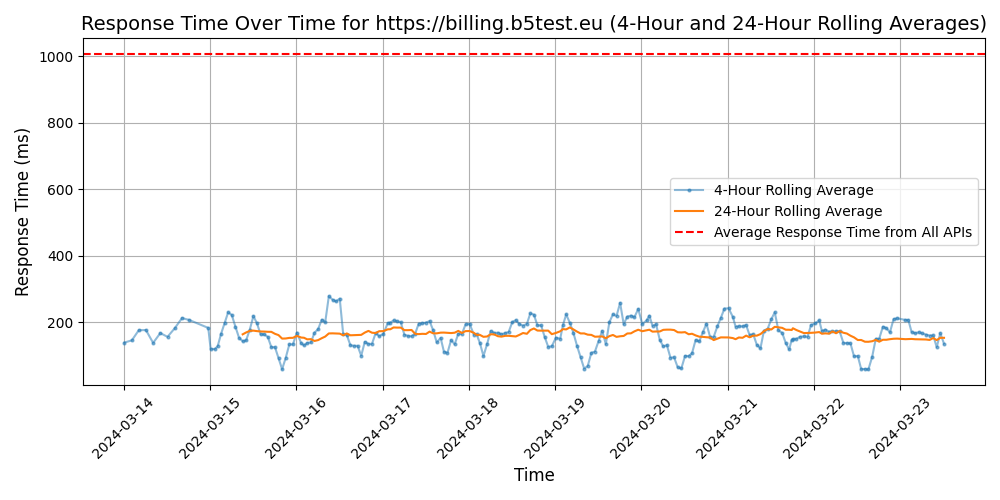 Response Time Over Time for https://billing.b5test.eu (4-Hour and 24-Hour Rolling Averages)
Response Time (ms)
1000
800
600
400
200
4-Hour Rolling Average
24-Hour Rolling Average
Average Response Time from All APIs
2024-03-14
2024-03-15
2024-03-16
2024-03-17
2024-03-18
2024-03-19
2024-03-20
2024-03-21
2024-03-22
2024-03-23
Time